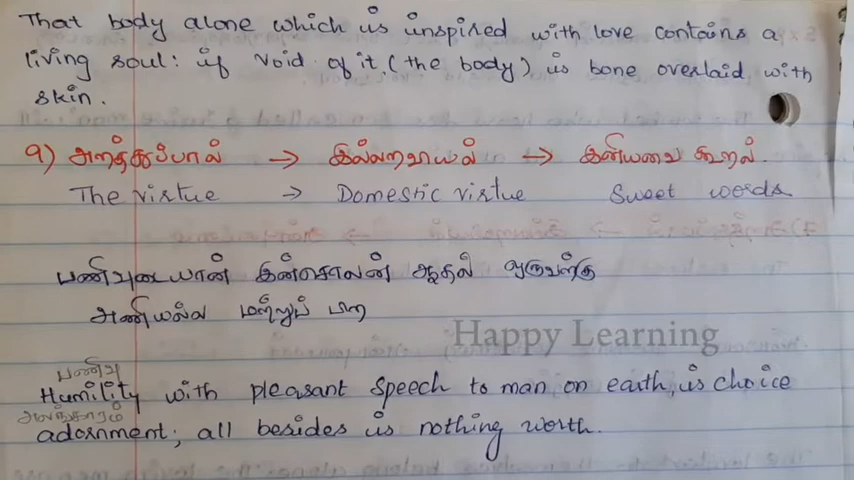 That body alone which is inspired with love contains a
living soul: if void of it, (the body) is bone overlaid with
skin.
9) அறத்துப்பால் → இல்லறவியல் → இனியவை கூறல்.
The virtue → Domestic virtue Sweet words
பணிவுடையான் இன்சொலன் ஆதல் ஒருவற்கு
அணியல்ல மற்றுப் பிற
Happy Learning
பணிவு
Humility with pleasant speech to man on earth, is choice
அலங்காரம்
adornment; all besides is nothing worth.